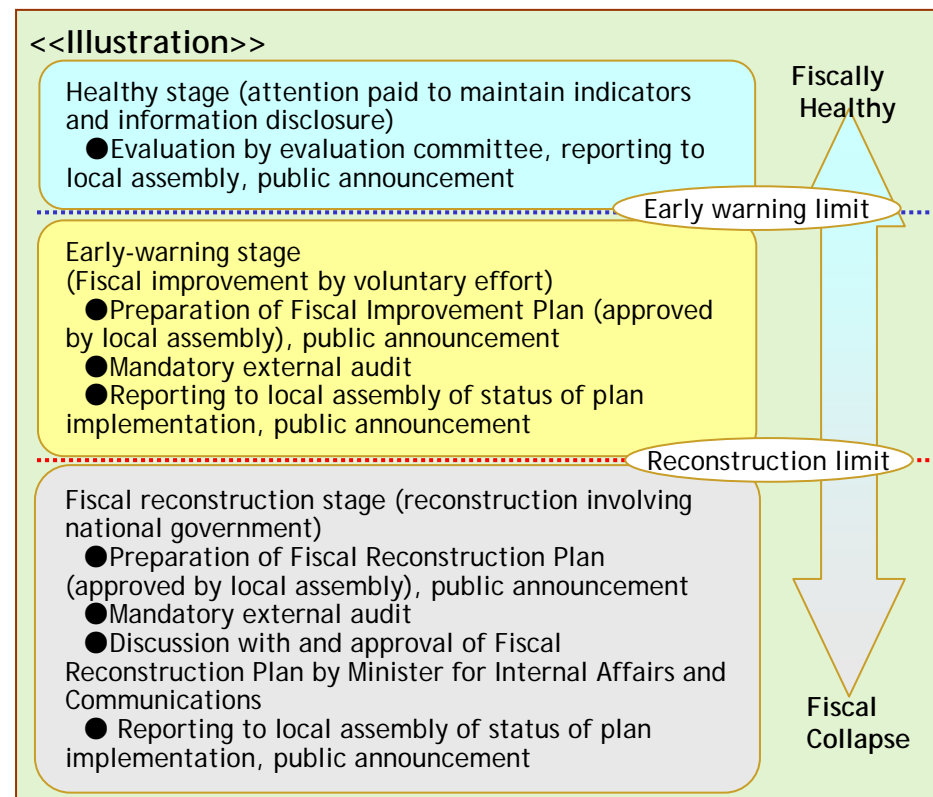 <<Illustration>>
Healthy stage (attention paid to maintain indicators
and information disclosure)
●Evaluation by evaluation committee, reporting to
local assembly, public announcement
Fiscally
Healthy
Early warning limit
Early-warning stage
(Fiscal improvement by voluntary effort)
●Preparation of Fiscal Improvement Plan (approved
by local assembly), public announcement
●Mandatory external audit
●Reporting to local assembly of status of plan
implementation, public announcement
Reconstruction limit
Fiscal reconstruction stage (reconstruction involving
national government)
●Preparation of Fiscal Reconstruction Plan
(approved by local assembly), public announcement
●Mandatory external audit
●Discussion with and approval of Fiscal
Reconstruction Plan by Minister for Internal Affairs and
Communications
● Reporting to local assembly of status of plan
implementation, public announcement
Fiscal
Collapse